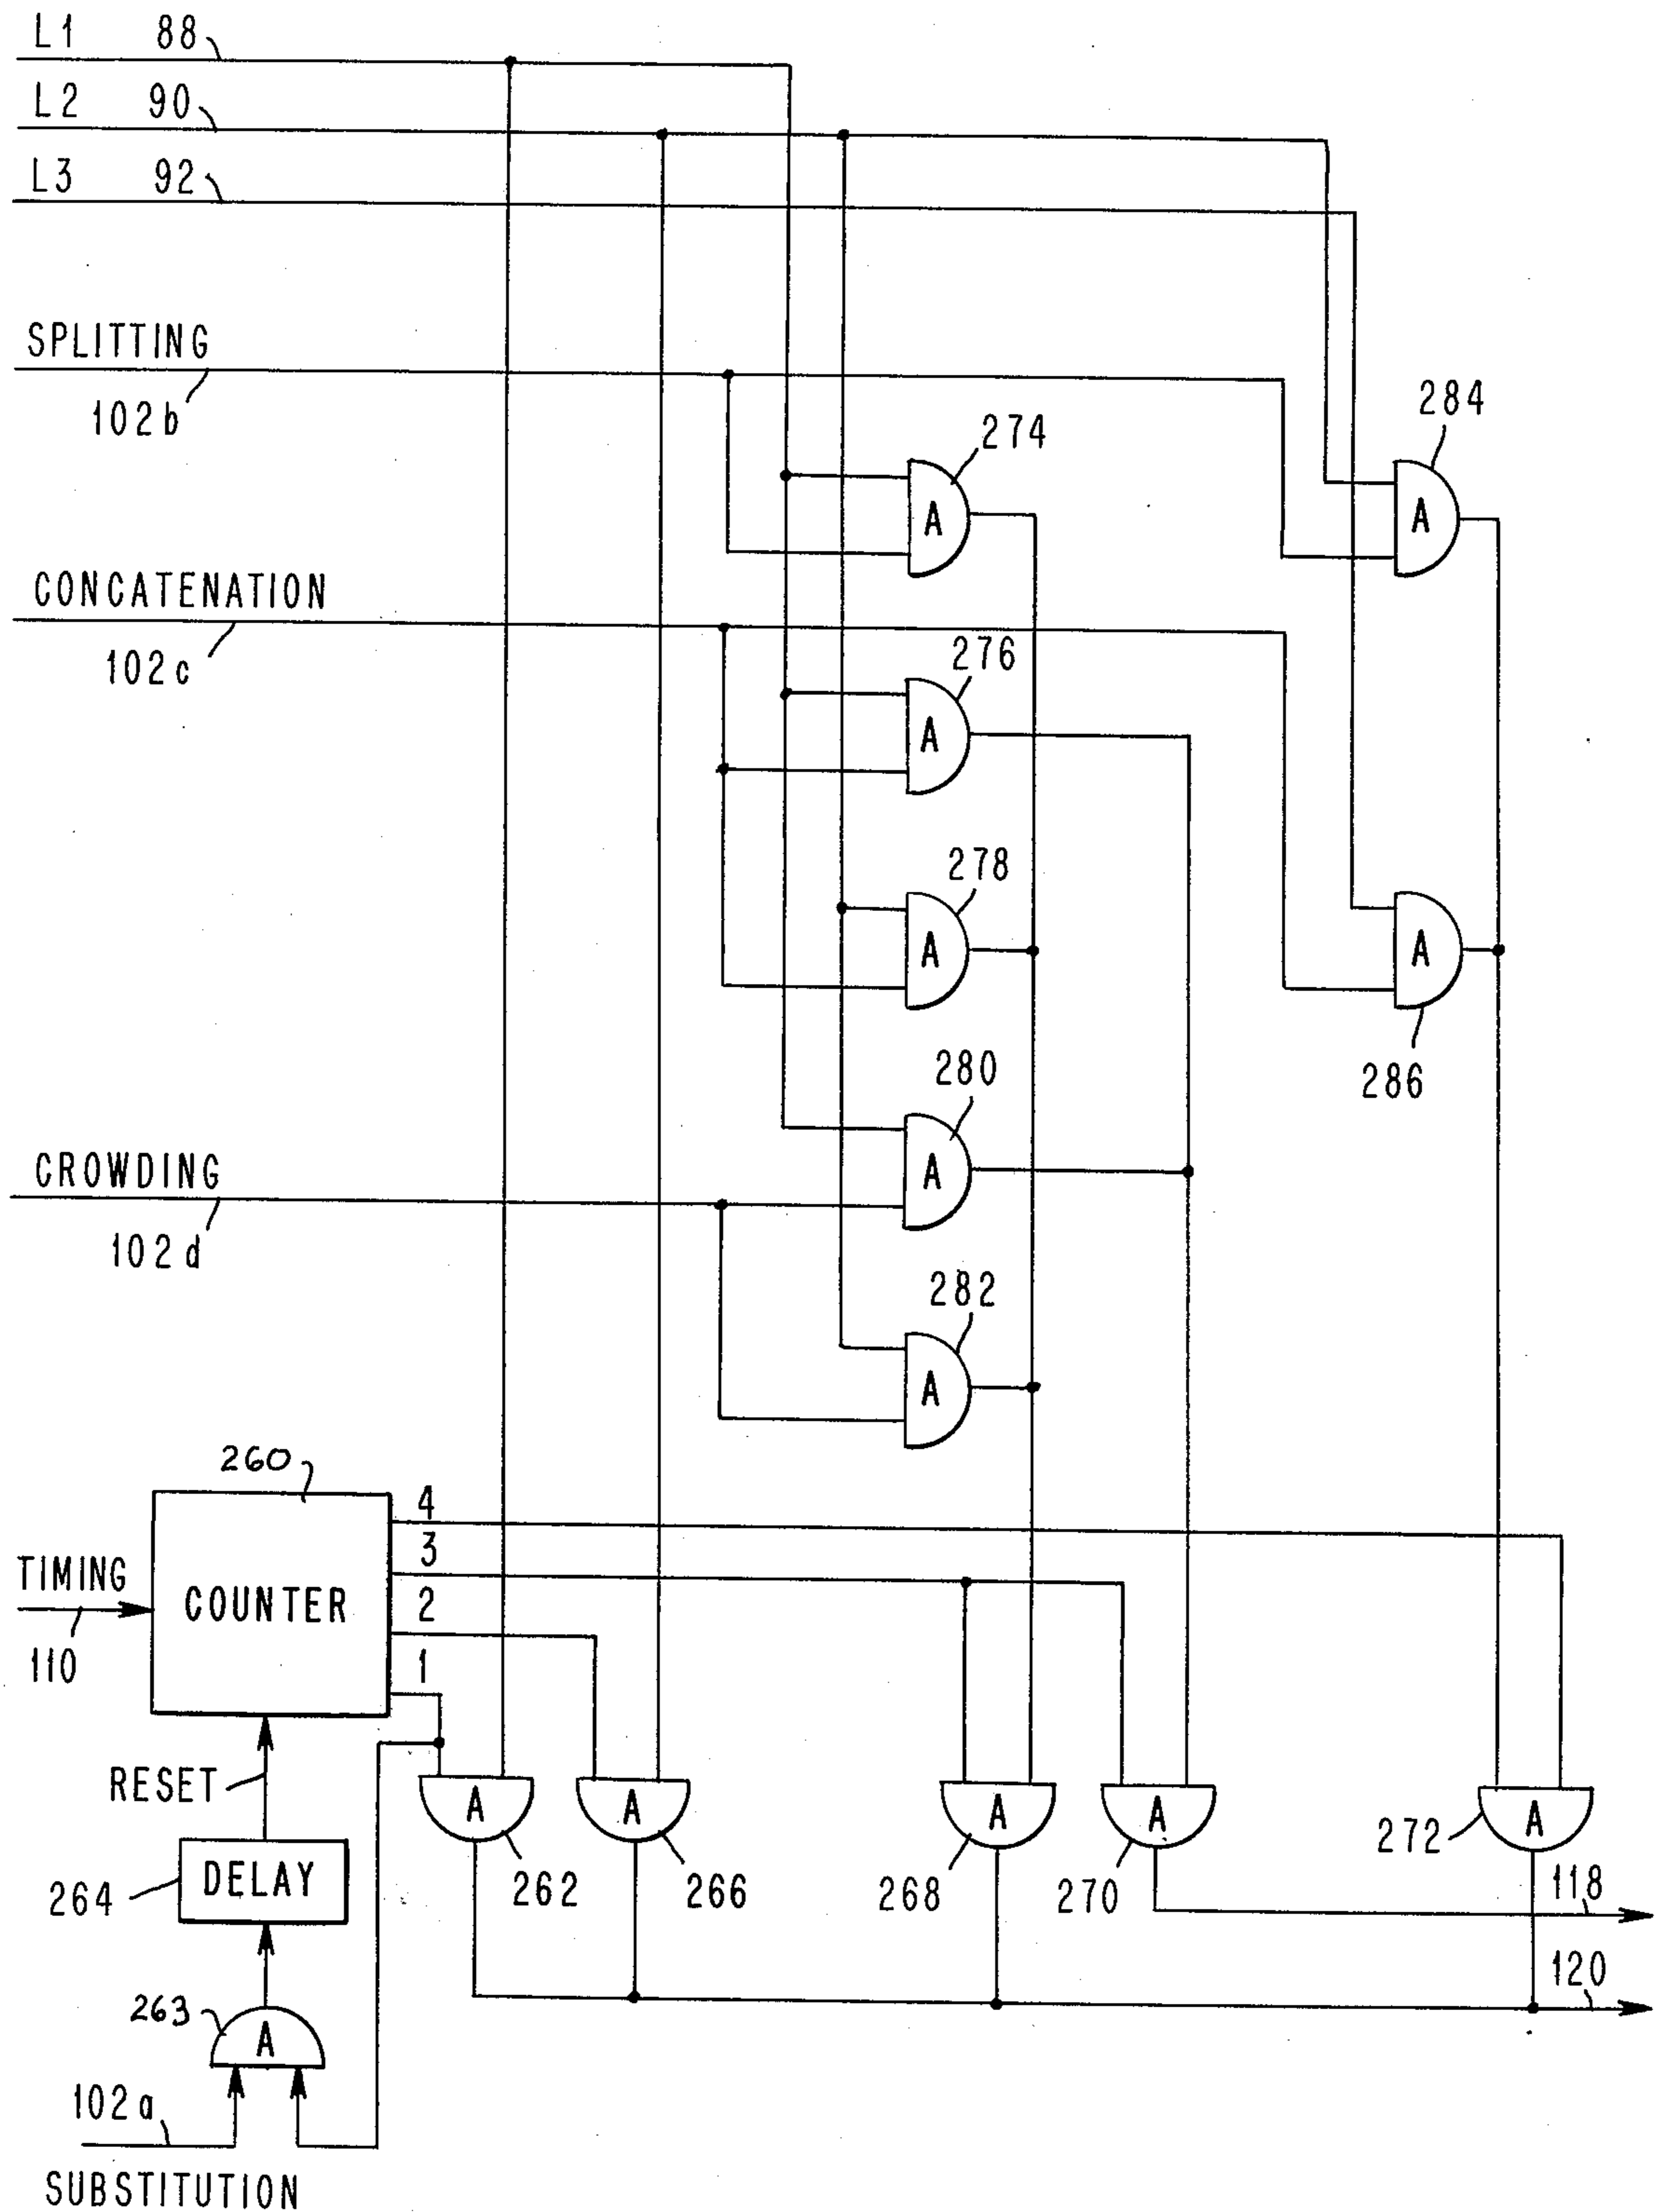 L1 88
L2 90
L3 92
SPLITTING
102b
284
274
A
A
CONCATENATION
102c
276
A
278
A
A
286
280
CROWDING
A
102d
282
A
260
4
TIMING
3
COUNTER
2
110
1
RESET
A
A
A
A
A
272
264
DELAY
262
266
268
270
118
263
A
120
102a
SUBSTITUTION